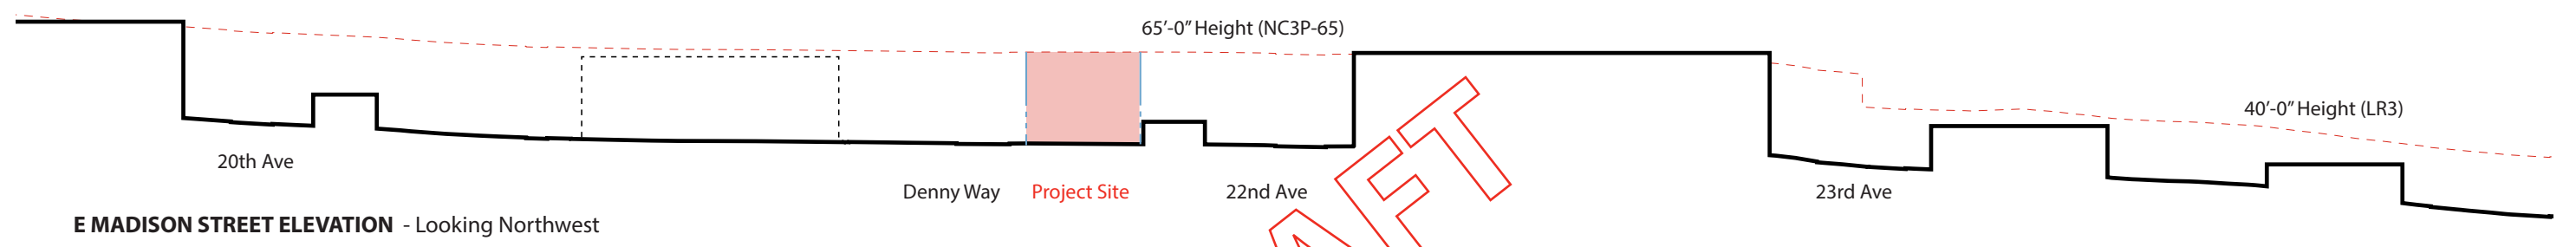 65’-0” Height (NC3P-65)
40’-0” Height (LR3)
20th Ave
Denny Way
Project Site
22nd Ave
23rd Ave
E MADISON STREET ELEVATION - Looking Northwest